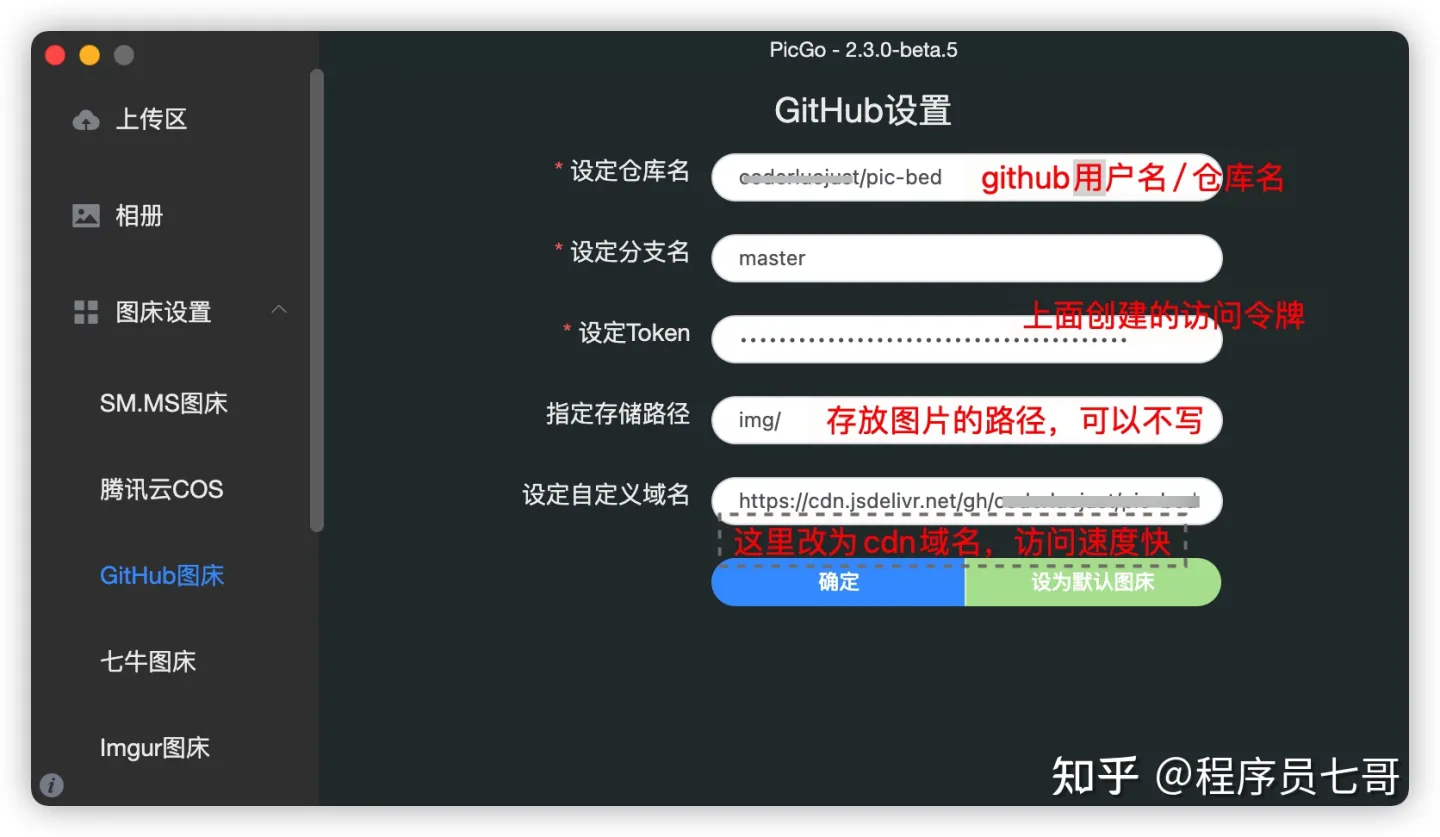 PicGo - 2.3.0-beta.5
上传区
相册
图床设置
SM.MS图床
腾讯云COS
GitHub图床
七牛图床
Imgur图床
GitHub设置
* 设定仓库名
/pic-bed
github用户名/仓库名
* 设定分支名
master
* 设定Token
上面创建的访问令牌
指定存储路径
img/
存放图片的路径，可以不写
设定自定义域名
https://cdn.jsdelivr.net/gh/
这里改为cdn域名，访问速度快
确定
设为默认图床
知乎 @程序员七哥